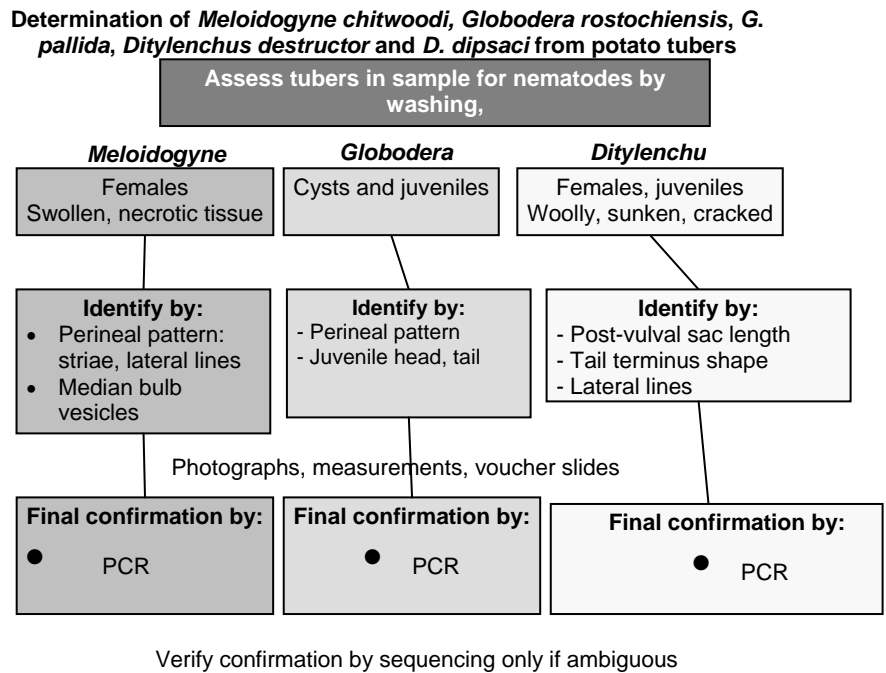 Determination of Meloidogyne chitwoodi, Globodera rostochiensis, G.
pallida, Ditylenchus destructor and D. dipsaci from potato tubers
Assess tubers in sample for nematodes by
washing,
Meloidogyne
Females
Swollen, necrotic tissue
Globodera
Cysts and juveniles
Ditylenchu
Females, juveniles
Woolly, sunken, cracked
Identify by:
• Perineal pattern:
striae, lateral lines
• Median bulb
vesicles
Identify by:
- Perineal pattern
- Juvenile head, tail
Identify by:
- Post-vulval sac length
- Tail terminus shape
- Lateral lines
Photographs, measurements, voucher slides
Final confirmation by:
• PCR
Final confirmation by:
• PCR
Final confirmation by:
• PCR
Verify confirmation by sequencing only if ambiguous